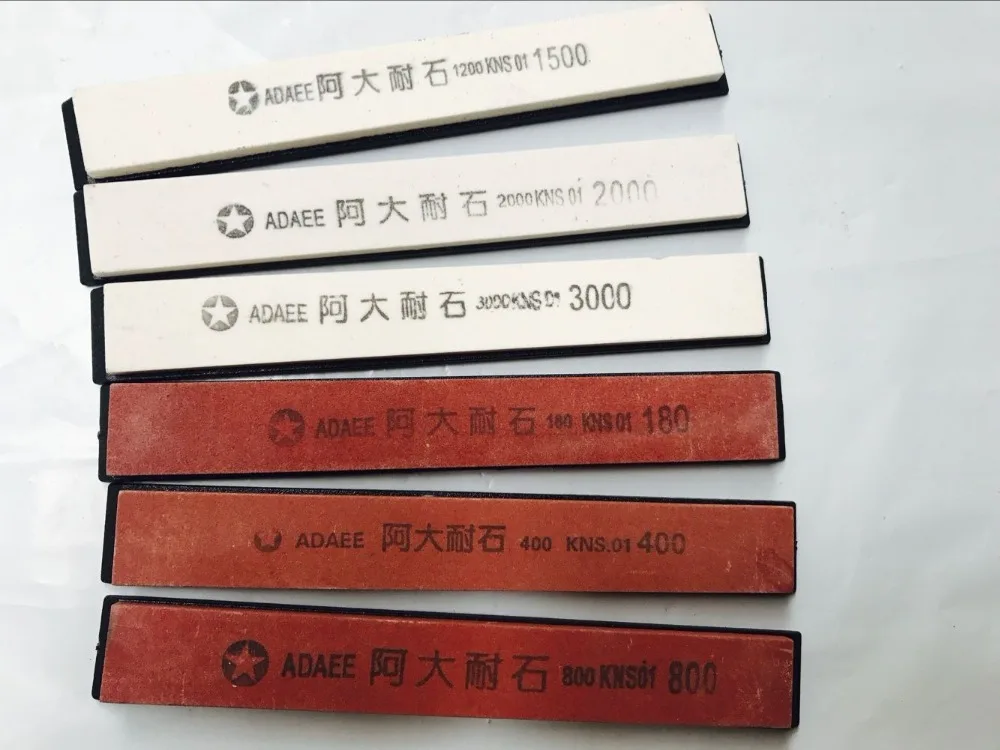 ADAEE 阿大耐石 1200 KNS 01 1500
ADAEE 阿大耐石 2000 KNS 01 2000
ADAEE 阿大耐石 3000 KNS 01 3000
ADAEE 阿大耐石 180 KNS 01 180
ADAEE 阿大耐石 400 KNS.01 400
ADAEE 阿大耐石 800 KNS01 800